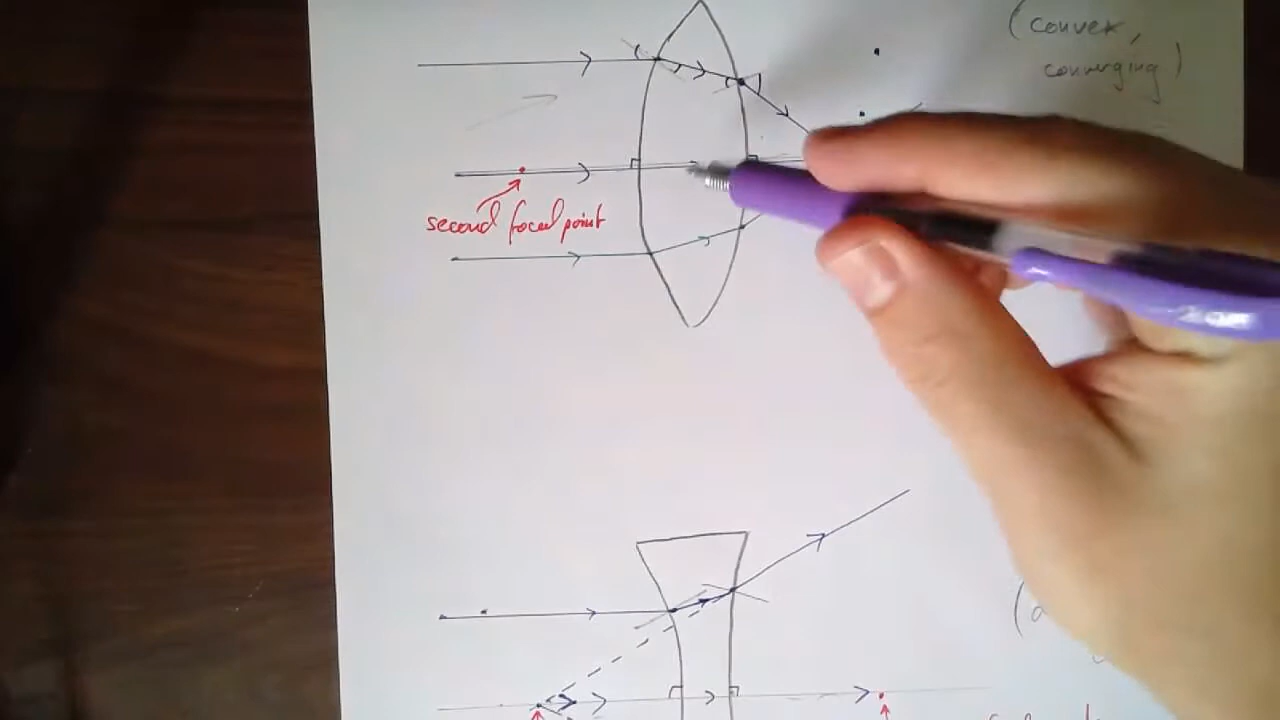 (convex,
converging)
second focal point